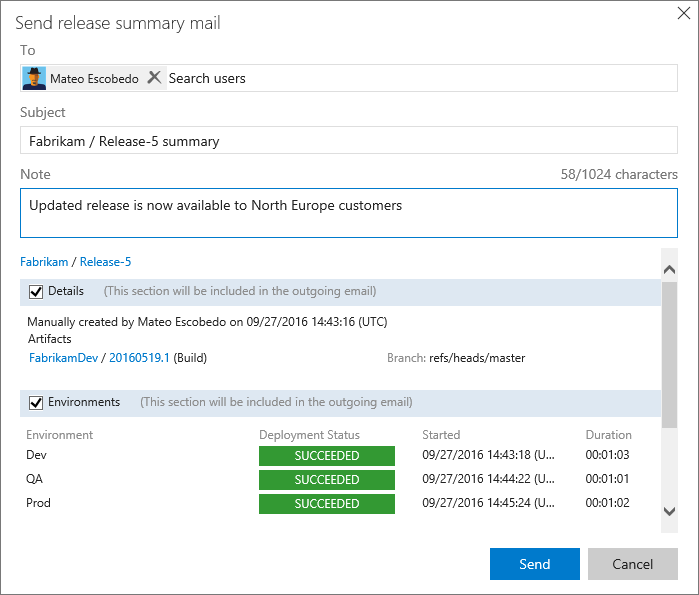 Send release summary mail
To
Mateo Escobedo Search users
Subject
Fabrikam / Release-5 summary
Note 58/1024 characters
Updated release is now available to North Europe customers
Fabrikam / Release-5
Details (This section will be included in the outgoing email)
Manually created by Mateo Escobedo on 09/27/2016 14:43:16 (UTC)
Artifacts
FabrikamDev / 20160519.1 (Build) Branch: refs/heads/master
Environments (This section will be included in the outgoing email)
Environment Deployment Status Started Duration
Dev SUCCEEDED 09/27/2016 14:43:18 (U... 00:01:03
QA SUCCEEDED 09/27/2016 14:44:22 (U... 00:01:01
Prod SUCCEEDED 09/27/2016 14:45:24 (U... 00:01:02
Send Cancel